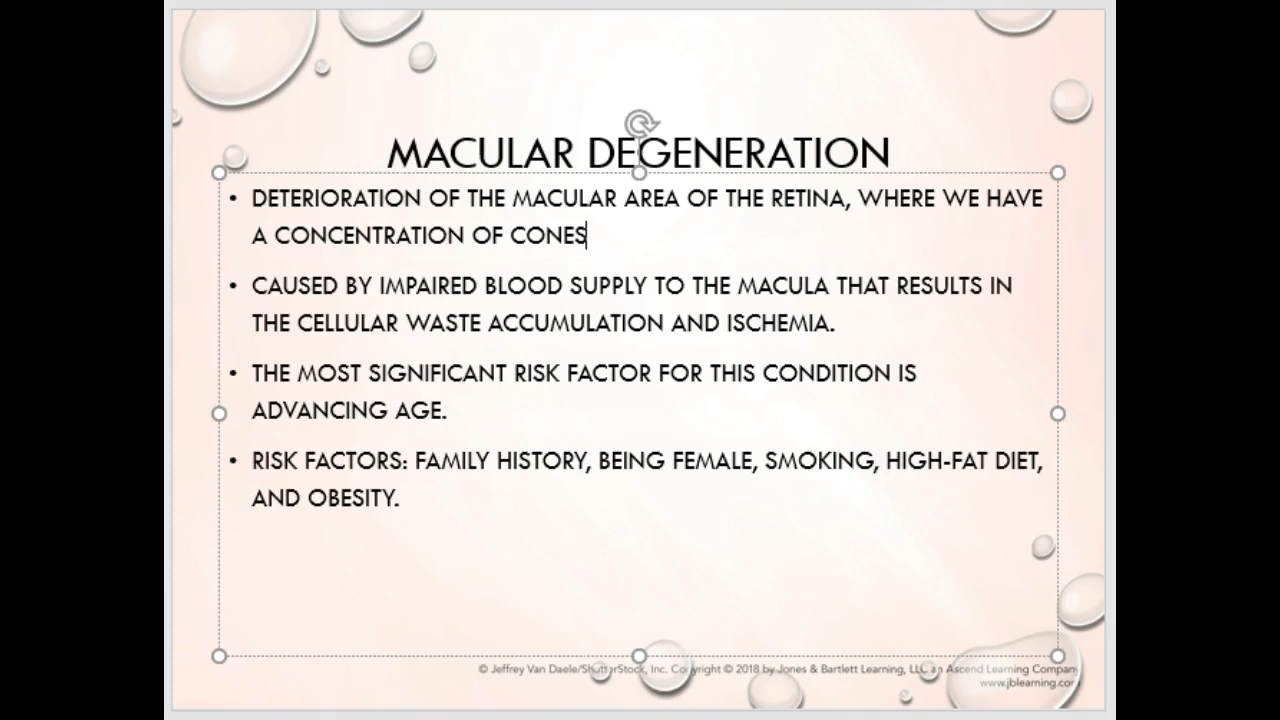 MACULAR DEGENERATION
• DETERIORATION OF THE MACULAR AREA OF THE RETINA, WHERE WE HAVE
A CONCENTRATION OF CONES
• CAUSED BY IMPAIRED BLOOD SUPPLY TO THE MACULA THAT RESULTS IN
THE CELLULAR WASTE ACCUMULATION AND ISCHEMIA.
• THE MOST SIGNIFICANT RISK FACTOR FOR THIS CONDITION IS
ADVANCING AGE.
• RISK FACTORS: FAMILY HISTORY, BEING FEMALE, SMOKING, HIGH-FAT DIET,
AND OBESITY.
© Jeffrey Van Daele/ShutterStock, Inc. Copyright © 2018 by Jones & Bartlett Learning, LLC an Ascend Learning Company
www.jblearning.com